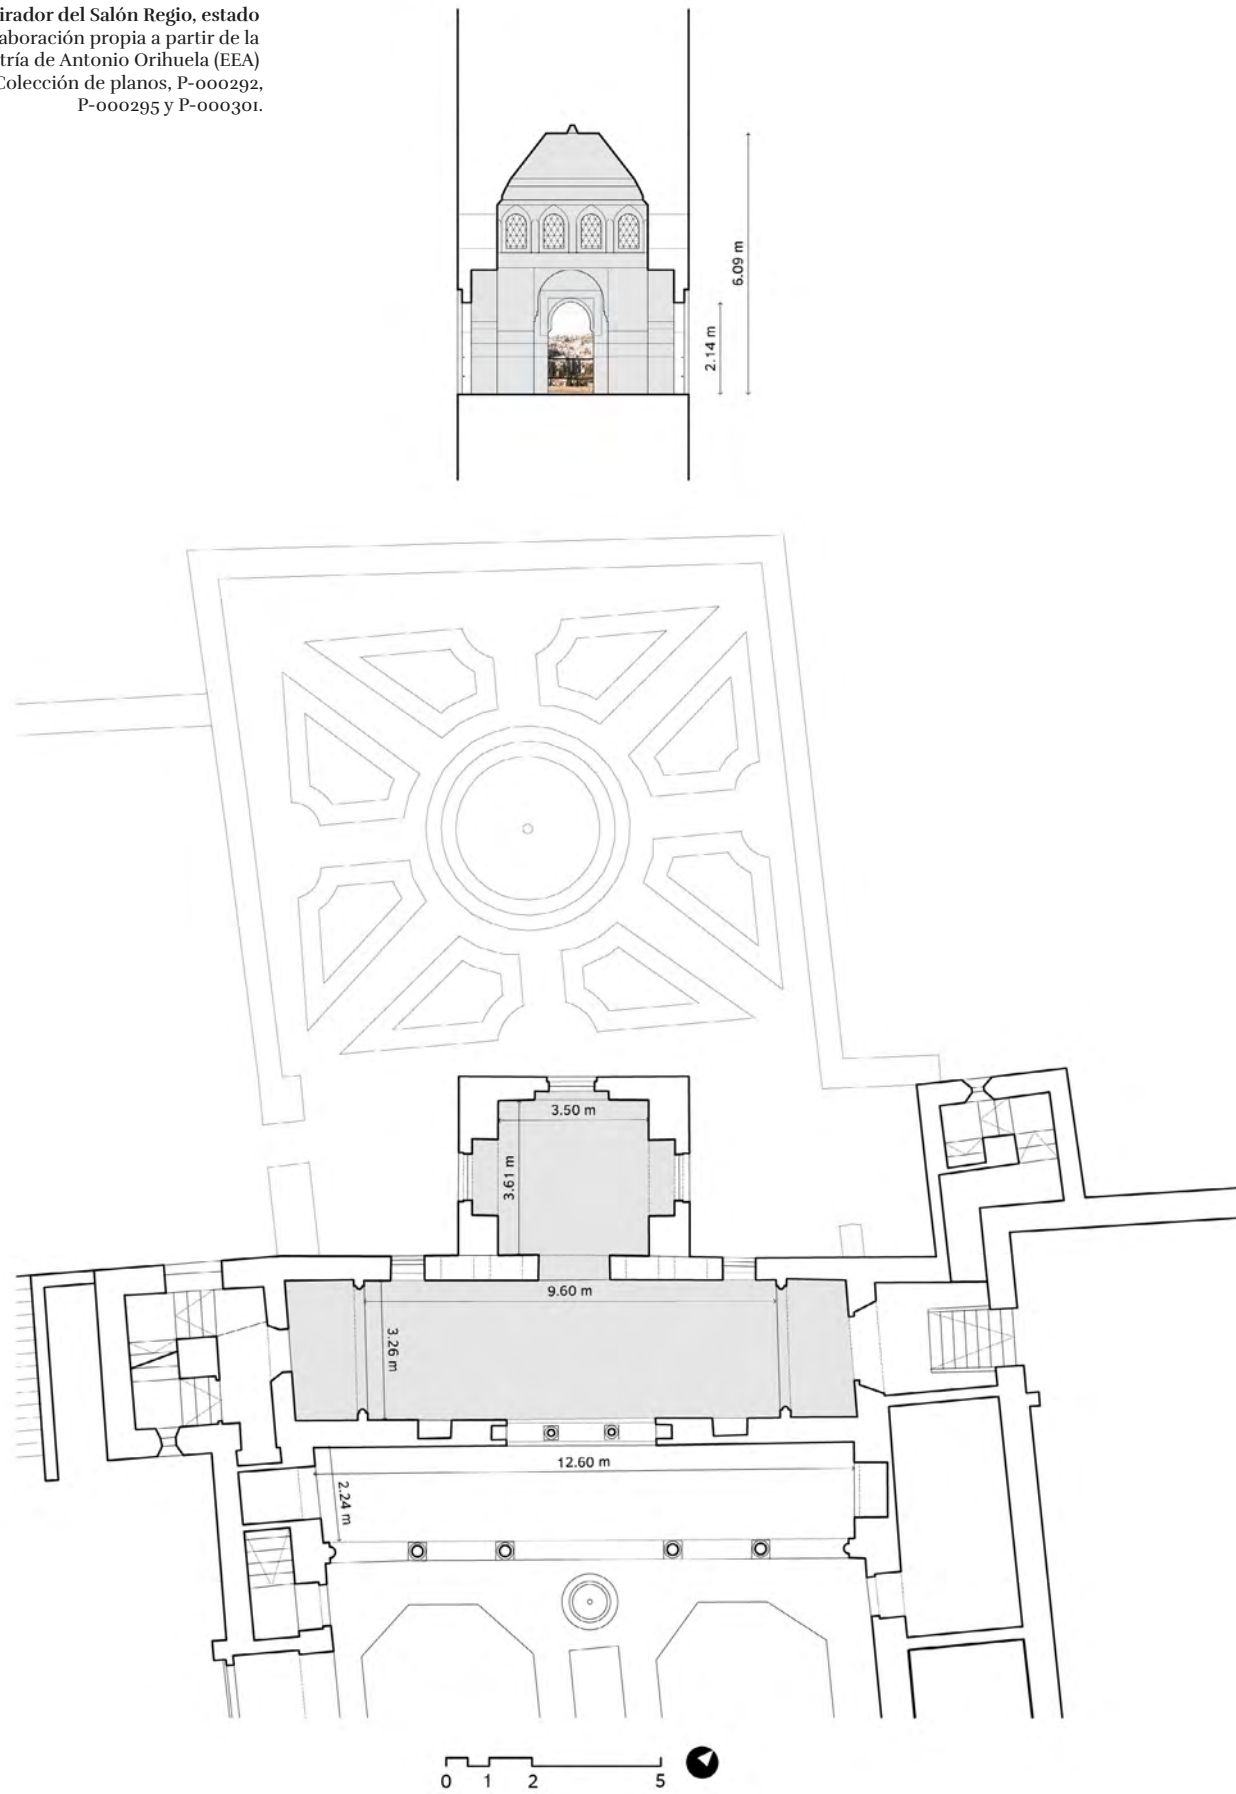 irador del Salón Regio, estado
aboración propia a partir de la
tría de Antonio Orihuela (EEA)
Colección de planos, P-000292,
P-000295 y P-000301.
6.09 m
2.14 m
3.50 m
3.61 m
9.60 m
3.26 m
12.60 m
2.24 m
0 1 2 5